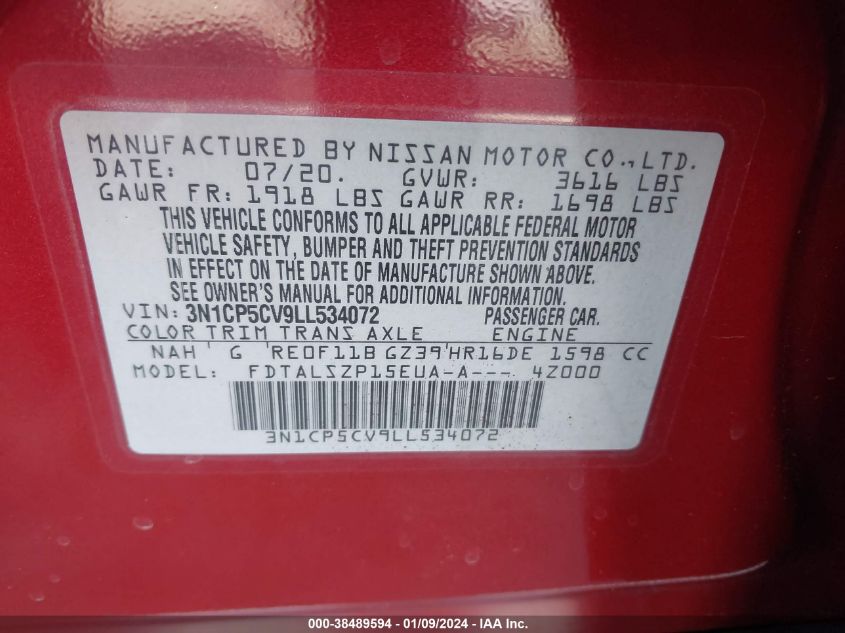 MANUFACTURED BY NISSAN MOTOR CO.,LTD.
DATE: 07/20. GVWR: 3616 LBS
GAWR FR: 1918 LBS GAWR RR: 1698 LBS
THIS VEHICLE CONFORMS TO ALL APPLICABLE FEDERAL MOTOR
VEHICLE SAFETY, BUMPER AND THEFT PREVENTION STANDARDS
IN EFFECT ON THE DATE OF MANUFACTURE SHOWN ABOVE.
SEE OWNER'S MANUAL FOR ADDITIONAL INFORMATION.
VIN: 3N1CP5CV9LL534072 PASSENGER CAR.
COLOR TRIM TRANS AXLE ENGINE
NAH G RE0F11B GZ39 HR16DE 1598 CC
MODEL: FDTALSZP15EUA-A--- 4Z000
3N1CP5CV9LL534072
000-38489594 - 01/09/2024 - IAA Inc.